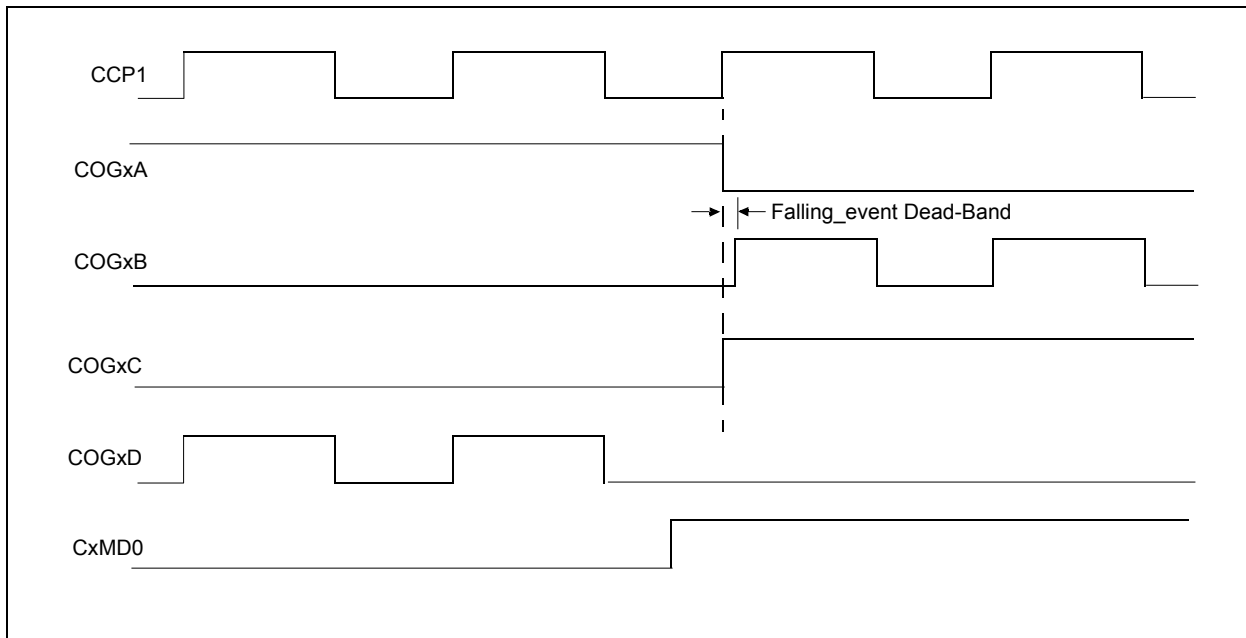 CCP1
COGxA
Falling_event Dead-Band
COGxB
COGxC
COGxD
CxMD0